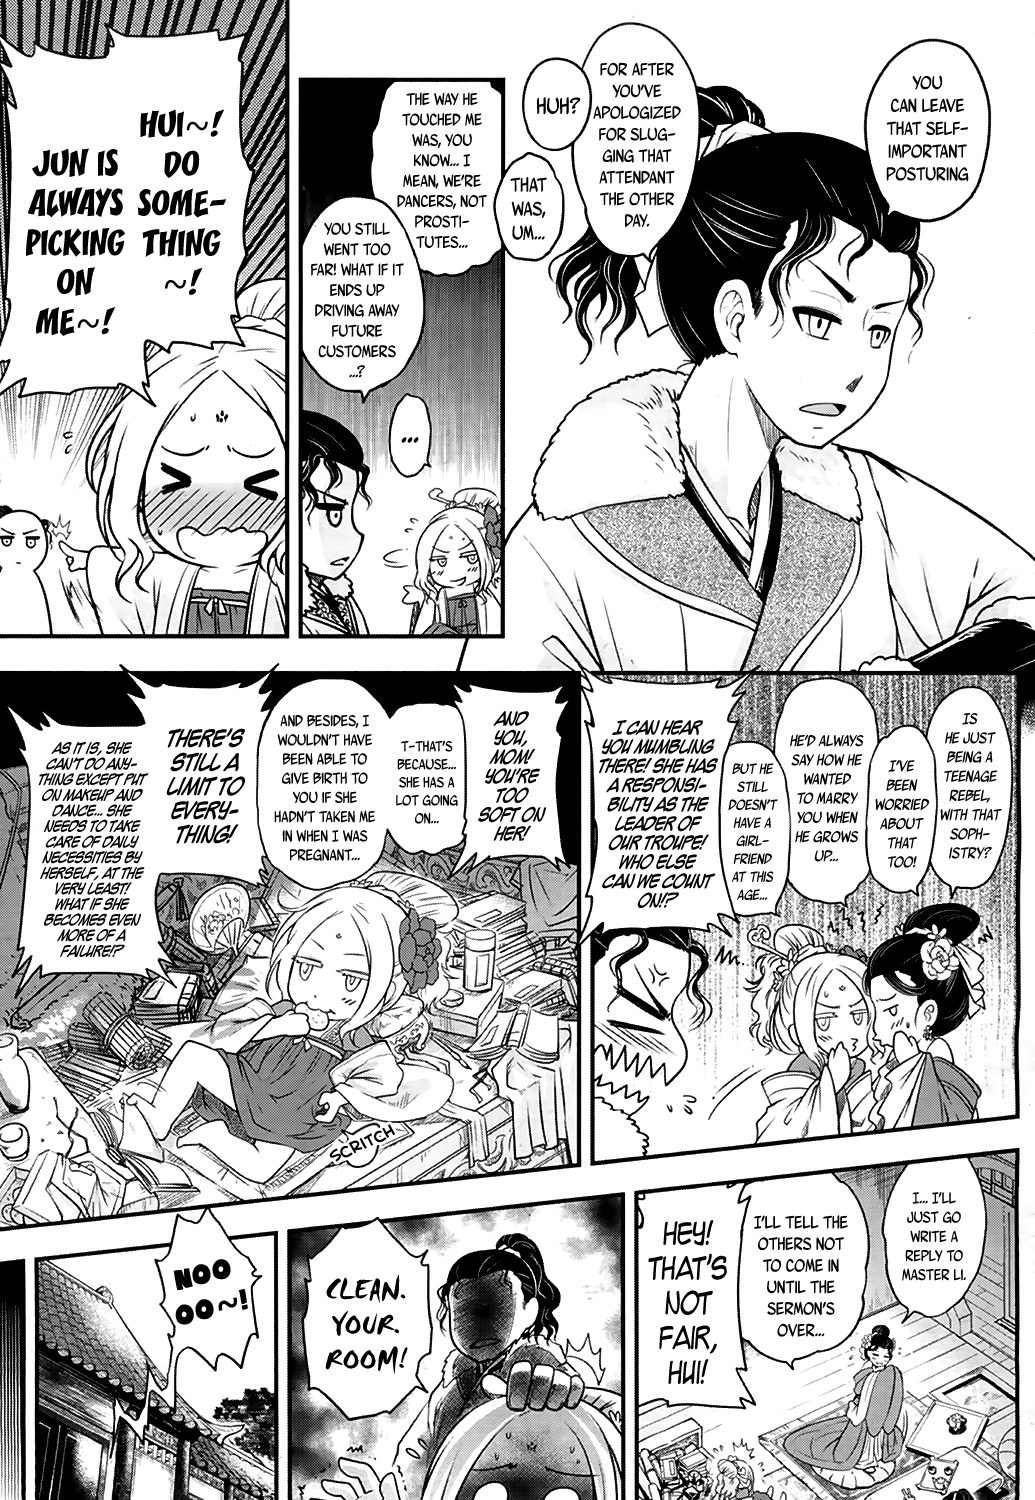 YOU
CAN LEAVE
THAT SELF-
IMPORTANT
POSTURING
FOR AFTER
YOU'VE
APOLOGIZED
FOR SLUG-
GING THAT
ATTENDANT
THE OTHER
DAY.
HUH?
THAT
WAS,
UM...
THE WAY HE
TOUCHED ME
WAS, YOU
KNOW... I
MEAN, WE'RE
DANCERS, NOT
PROSTI-
TUTES...
YOU STILL
WENT TOO
FAR! WHAT IF IT
ENDS UP
DRIVING AWAY
FUTURE
CUSTOMERS
...?
...
HUI~!
DO
SOME-
THING
~!
JUN IS
ALWAYS
PICKING
ON
ME~!
IS
HE JUST
BEING A
TEENAGE
REBEL,
WITH THAT
SOPH-
ISTRY?
I'VE
BEEN
WORRIED
ABOUT
THAT TOO!
HE'D ALWAYS
SAY HOW HE
WANTED
TO MARRY
YOU WHEN
HE GROWS
UP...
BUT HE
STILL
DOESN'T
HAVE A
GIRL-
FRIEND
AT THIS
AGE...
I CAN HEAR
YOU MUMBLING
THERE! SHE HAS
A RESPONSI-
BILITY AS THE
LEADER OF
OUR TROUPE!
WHO ELSE
CAN WE COUNT
ON!?
AND
YOU,
MOM!
YOU'RE
TOO
SOFT ON
HER!
T-THAT'S
BECAUSE...
SHE HAS A
LOT GOING
ON...
AND BESIDES, I
WOULDN'T HAVE
BEEN ABLE TO
GIVE BIRTH TO
YOU IF SHE
HADN'T TAKEN ME
IN WHEN I WAS
PREGNANT...
THERE'S
STILL A
LIMIT TO
EVERY-
THING!
AS IT IS, SHE
CAN'T DO ANY-
THING EXCEPT PUT
ON MAKEUP AND
DANCE... SHE
NEEDS TO TAKE
CARE OF DAILY
NECESSITIES BY
HERSELF, AT THE
VERY LEAST!
WHAT IF SHE
BECOMES EVEN
MORE OF A
FAILURE!?
SCRITCH
I... I'LL
JUST GO
WRITE A
REPLY TO
MASTER LI.
I'LL TELL THE
OTHERS NOT
TO COME IN
UNTIL THE
SERMON'S
OVER...
HEY!
THAT'S
NOT
FAIR,
HUI!
CLEAN.
YOUR.
ROOM!
NOO
OO~!